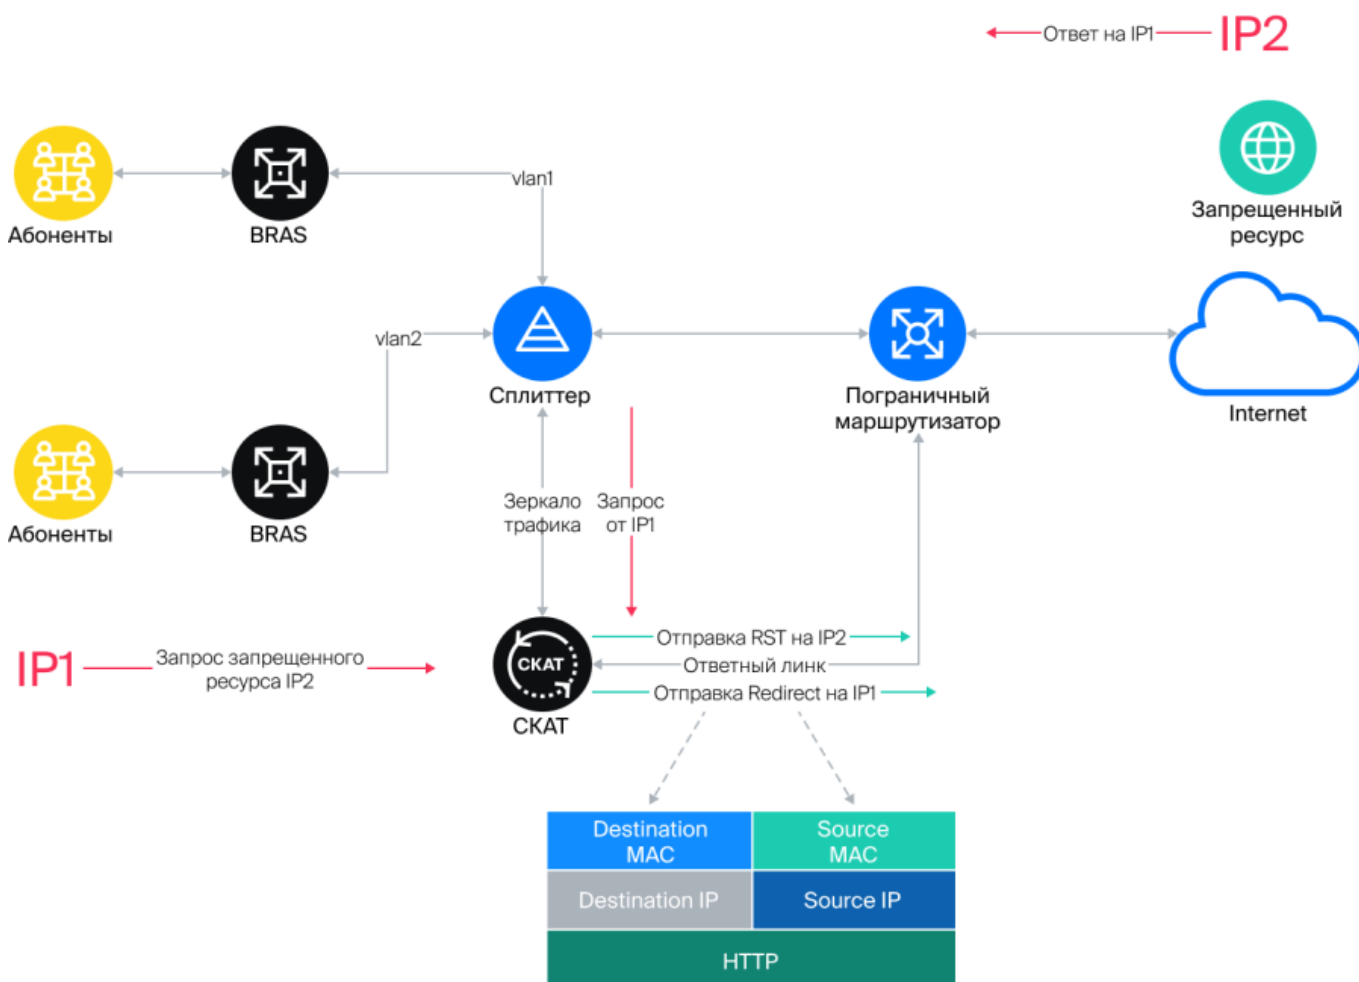 Ответ на IP1
IP2
vlan1
Абоненты
BRAS
Запрещенный
ресурс
vlan2
Сплиттер
Пограничный
маршрутизатор
Internet
Абоненты
BRAS
Зеркало
трафика
Запрос
от IP1
IP1
Запрос запрещенного
ресурса IP2
СКАТ
СКАТ
Отправка RST на IP2
Ответный линк
Отправка Redirect на IP1
Destination
MAC
Source
MAC
Destination IP
Source IP
HTTP